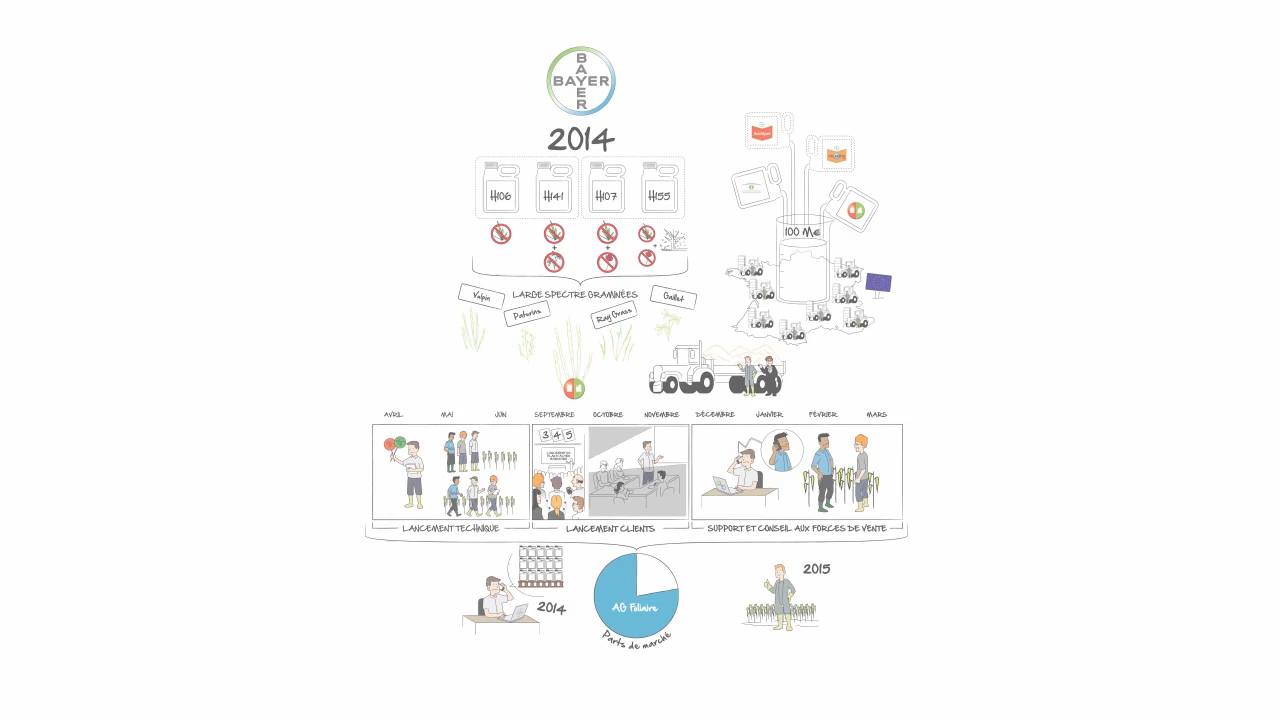 BAYER
BAYER
2014
H106
H141
H107
H155
100 M€
LARGE SPECTRE GRAMINÉES
Vulpin
Paturins
Ray Grass
Gaillet
AVRIL
MAI
JUIN
SEPTEMBRE
OCTOBRE
NOVEMBRE
DÉCEMBRE
JANVIER
FÉVRIER
MARS
3 4 5
LANCEMENT TECHNIQUE
LANCEMENT CLIENTS
SUPPORT ET CONSEIL AUX FORCES DE VENTE
2014
AG Foliaire
Parts de marché
2015